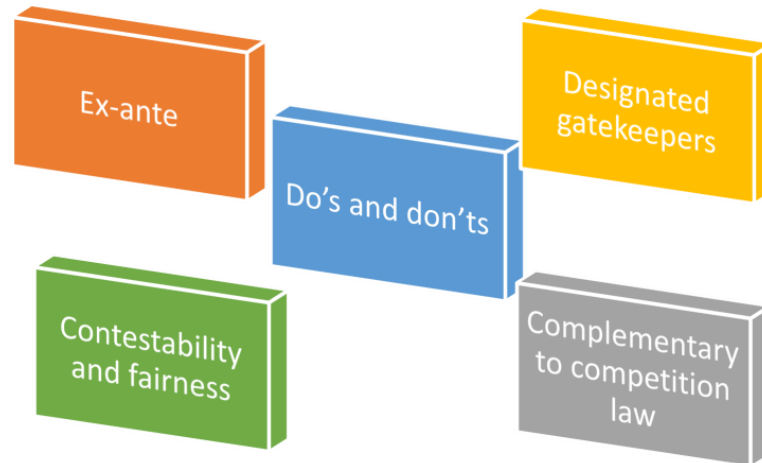 Ex-ante
Designated
gatekeepers
Do’s and don’ts
Contestability
and fairness
Complementary
to competition
law